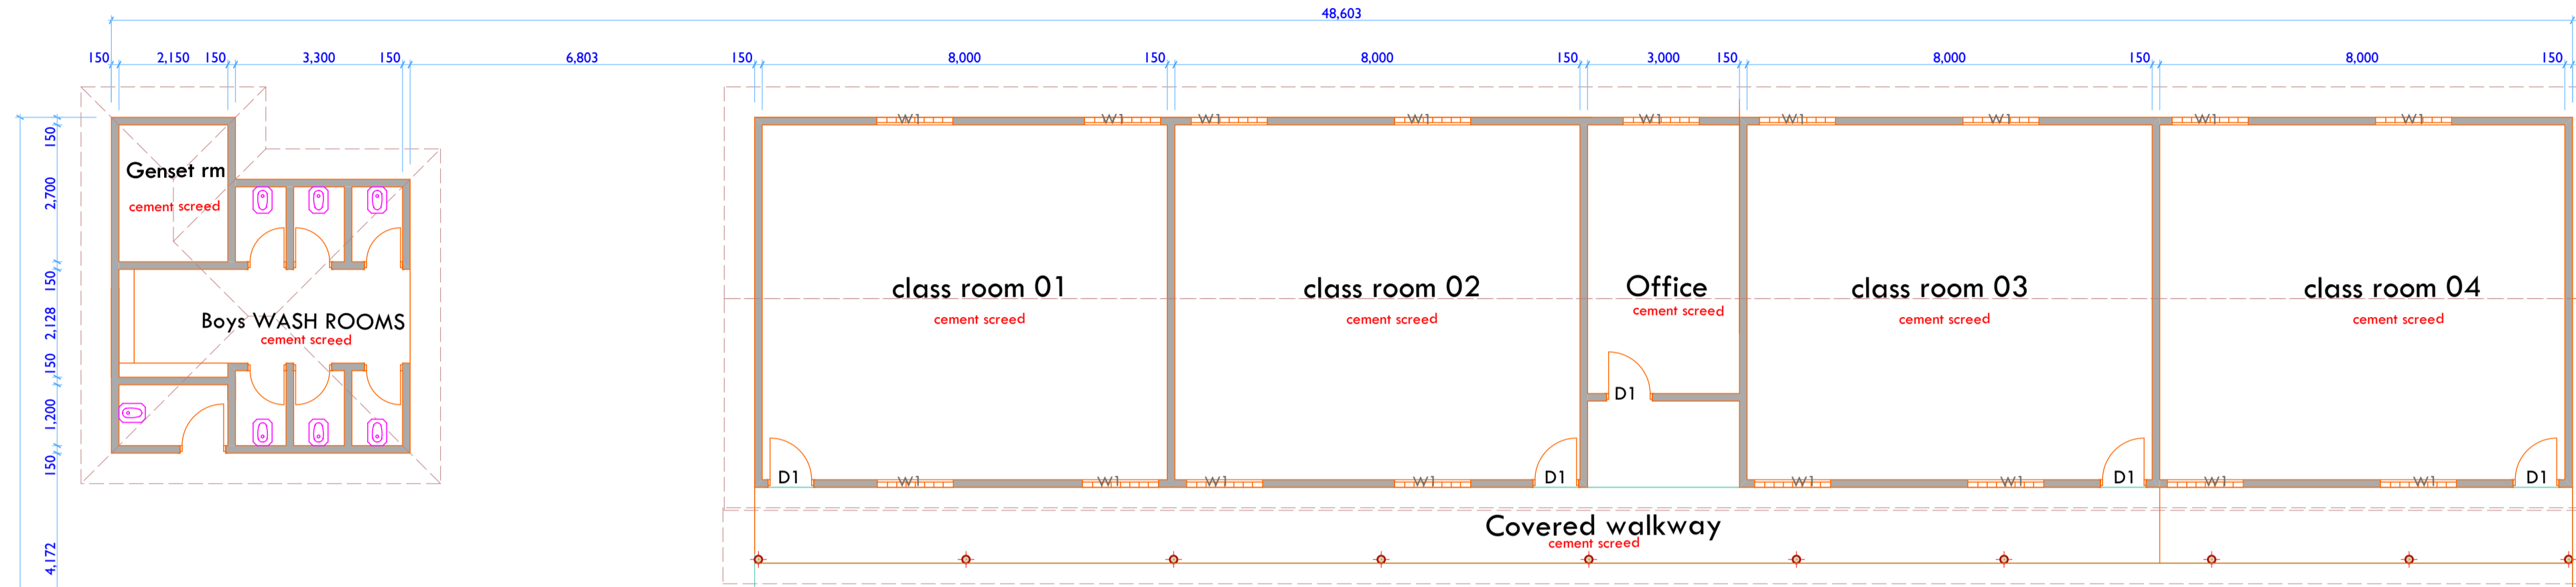 48,603
150 2,150 150 3,300 150 6,803 150 8,000 150 8,000 150 3,000 150 8,000 150 8,000 150
W1 W1 W1 W1 W1 W1 W1 W1 W1
150
Genset rm
2,700
cement screed
150
class room 01 class room 02 Office class room 03 class room 04
cement screed cement screed cement screed cement screed cement screed
2,128
Boys WASH ROOMS
cement screed
150
D1
1,200
150
D1 D1 D1 D1
W1 W1 W1 W1 W1 W1 W1 W1
Covered walkway
cement screed
4,172